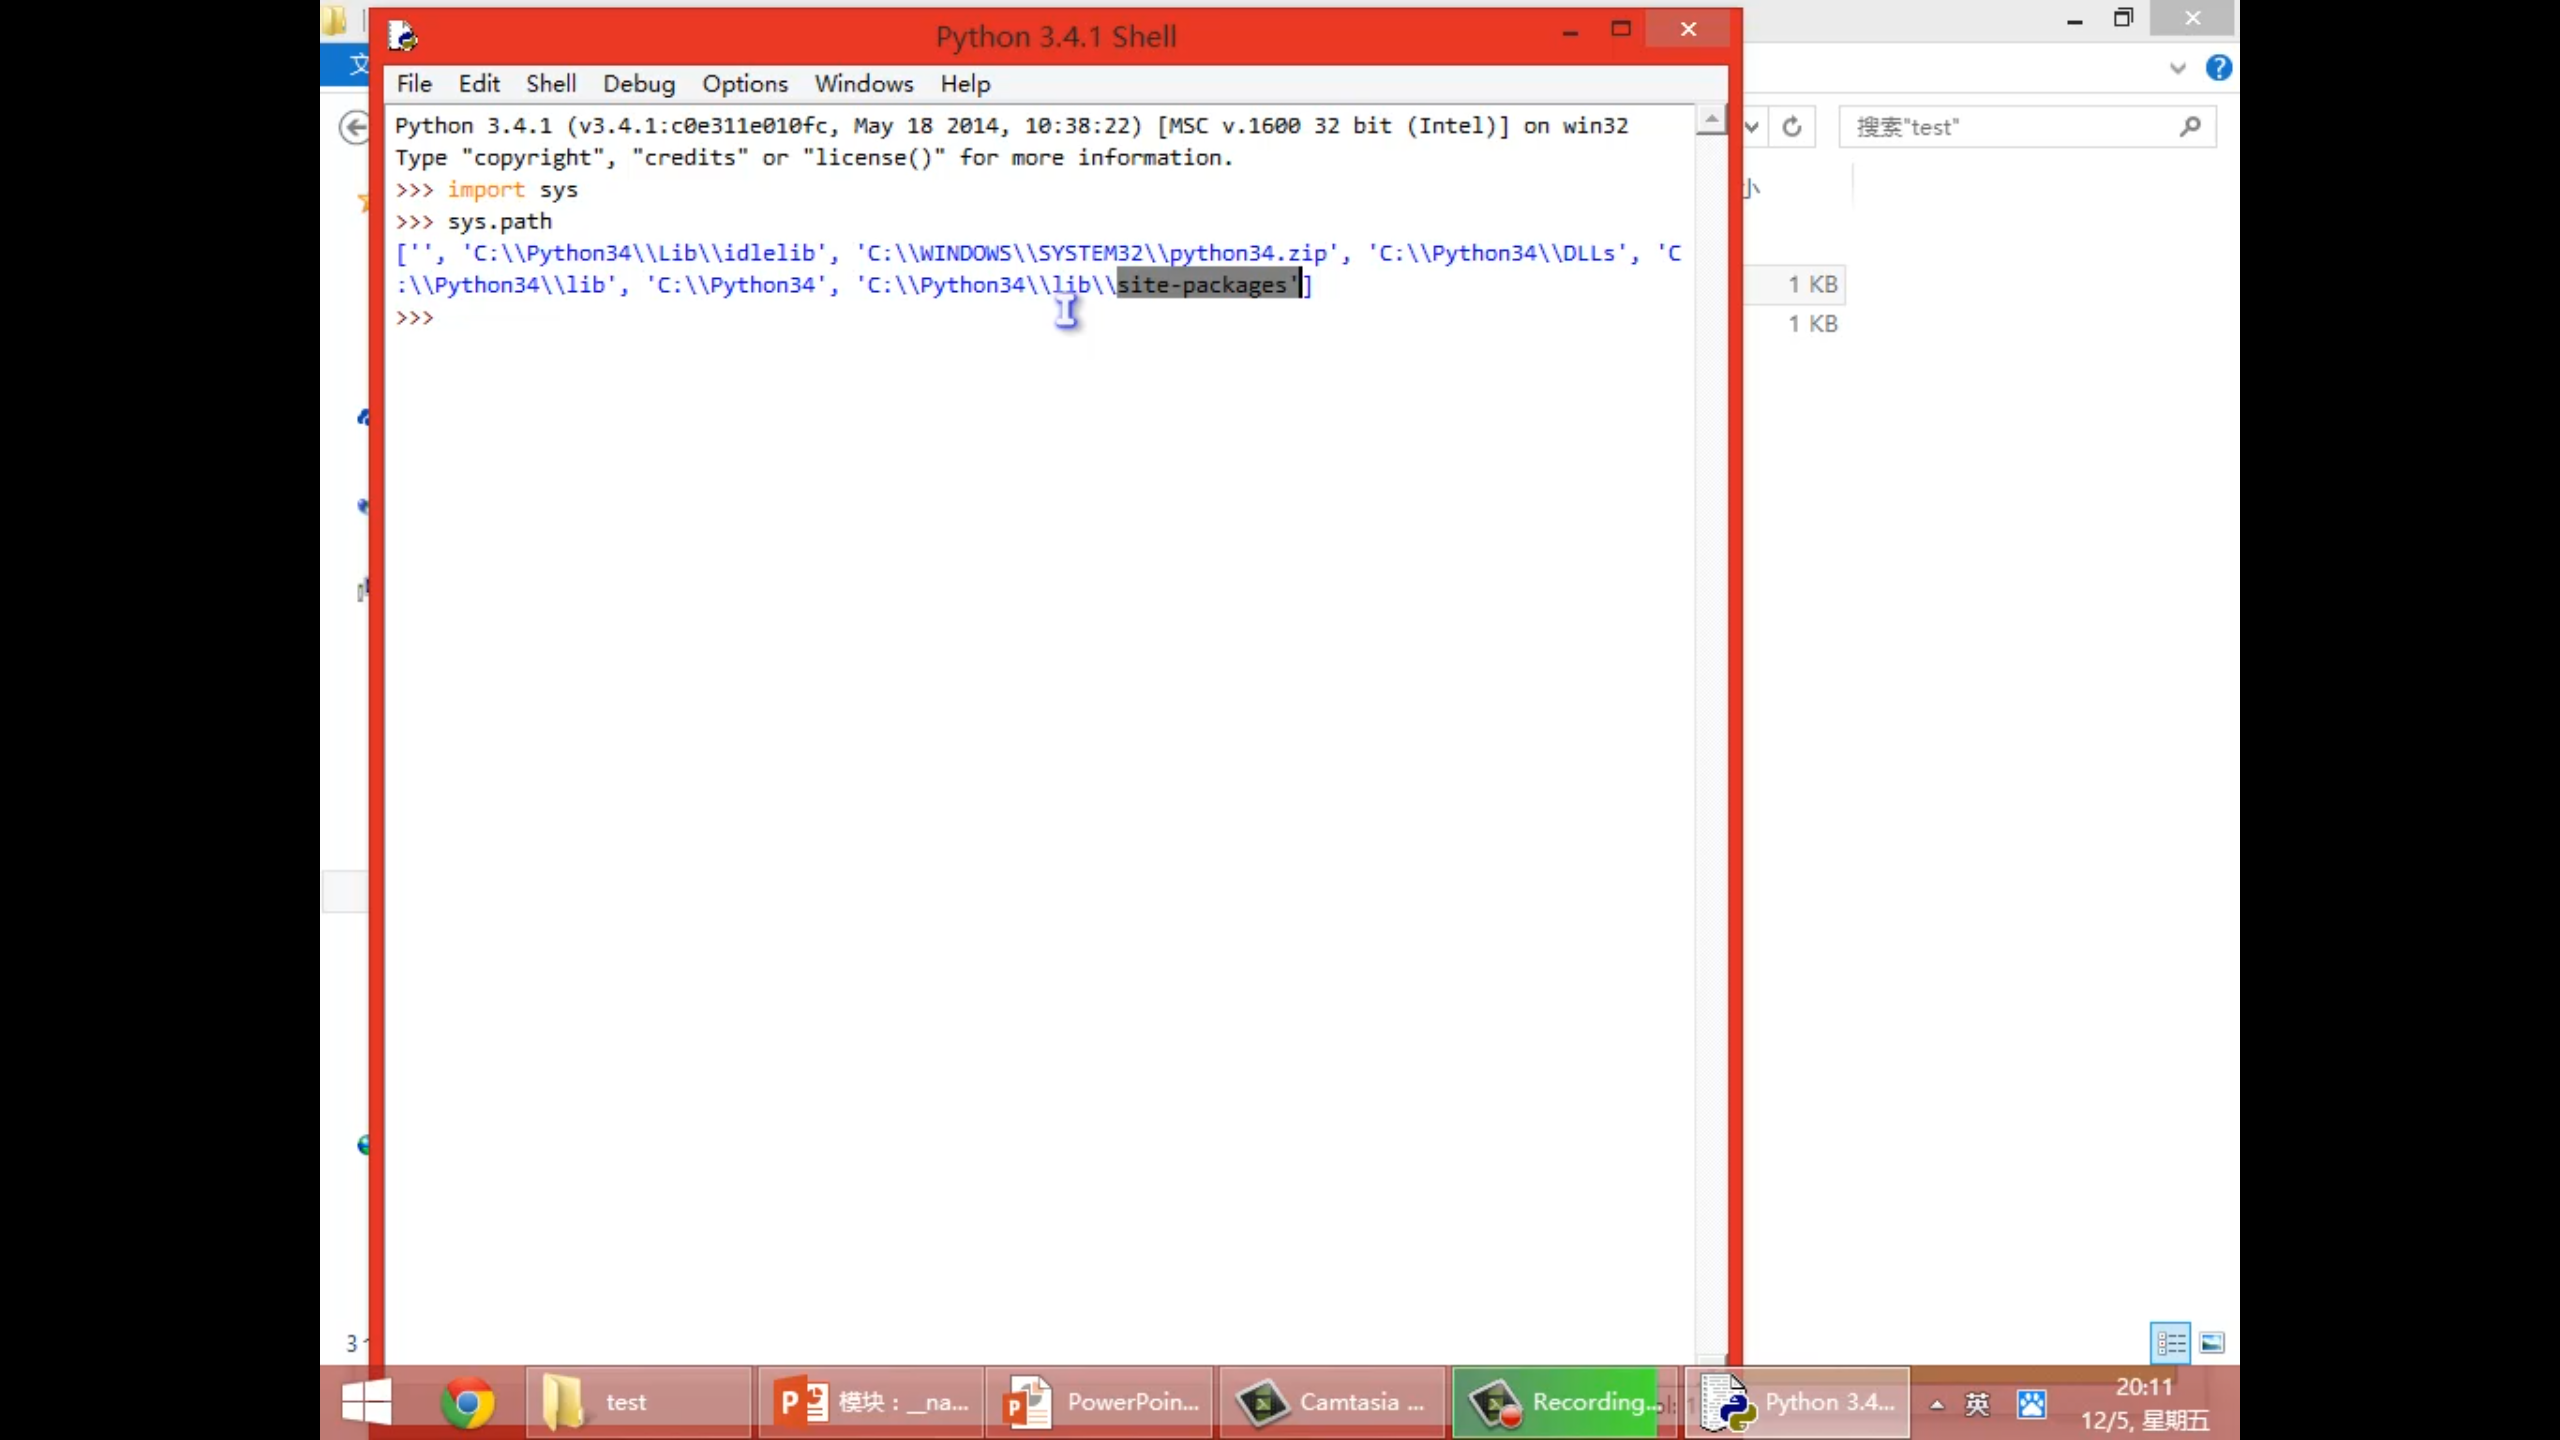 Python 3.4.1 Shell
File Edit Shell Debug Options Windows Help
Python 3.4.1 (v3.4.1:c0e311e010fc, May 18 2014, 10:38:22) [MSC v.1600 32 bit (Intel)] on win32
Type "copyright", "credits" or "license()" for more information.
>>> import sys
>>> sys.path
['', 'C:\\Python34\\Lib\\idlelib', 'C:\\WINDOWS\\SYSTEM32\\python34.zip', 'C:\\Python34\\DLLs', 'C
:\\Python34\\lib', 'C:\\Python34', 'C:\\Python34\\lib\\site-packages']
>>>
文
搜索"test"
小
1 KB
1 KB
3
test
模块：__na...
PowerPoin...
Camtasia ...
Recording...
Python 3.4...
英
20:11
12/5, 星期五